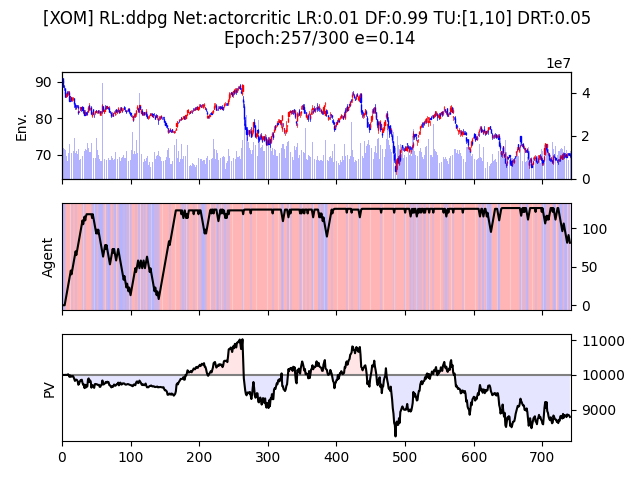 [XOM] RL:ddpg Net:actorcritic LR:0.01 DF:0.99 TU:[1,10] DRT:0.05
Epoch:257/300 e=0.14
1e7
90
80
70
Env.
4
2
0
Agent
100
50
0
PV
11000
10000
9000
0 100 200 300 400 500 600 700